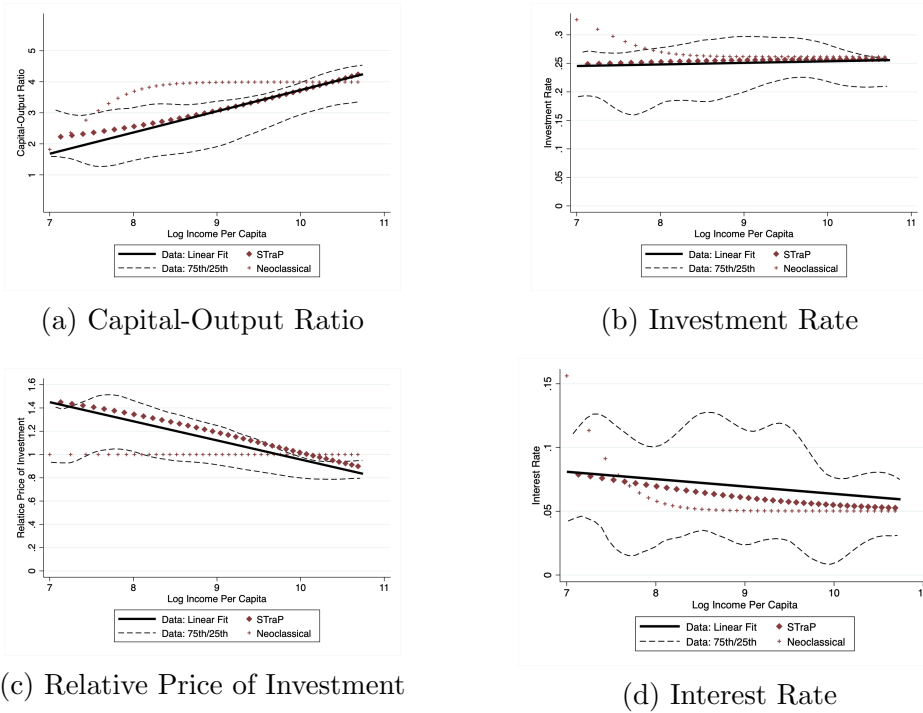 Capital-Output Ratio
5
4
3
2
1
7 8 9 10 11
Log Income Per Capita
Data: Linear Fit STraP
Data: 75th/25th Neoclassical
(a) Capital-Output Ratio
Investment Rate
.3
.25
.2
.15
.1
.05
0
7 8 9 10 11
Log Income Per Capita
Data: Linear Fit STraP
Data: 75th/25th Neoclassical
(b) Investment Rate
Relative Price of Investment
1.6
1.4
1.2
1
.8
.6
.4
.2
0
7 8 9 10 11
Log Income Per Capita
Data: Linear Fit STraP
Data: 75th/25th Neoclassical
(c) Relative Price of Investment
Interest Rate
.15
.1
.05
0
7 8 9 10 1
Log Income Per Capita
Data: Linear Fit STraP
Data: 75th/25th Neoclassical
(d) Interest Rate